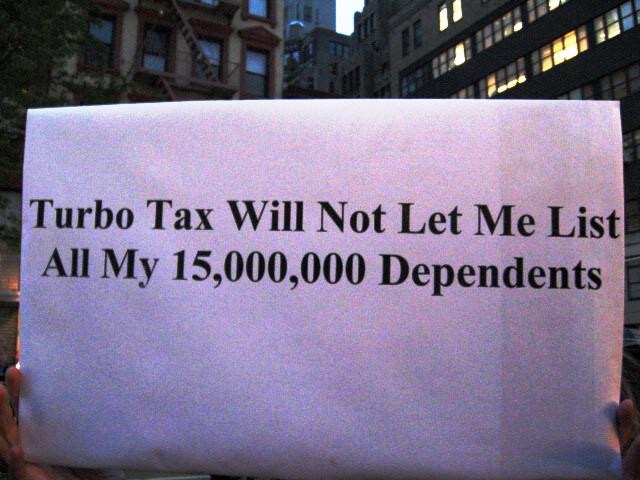 Turbo Tax Will Not Let Me List
All My 15,000,000 Dependents